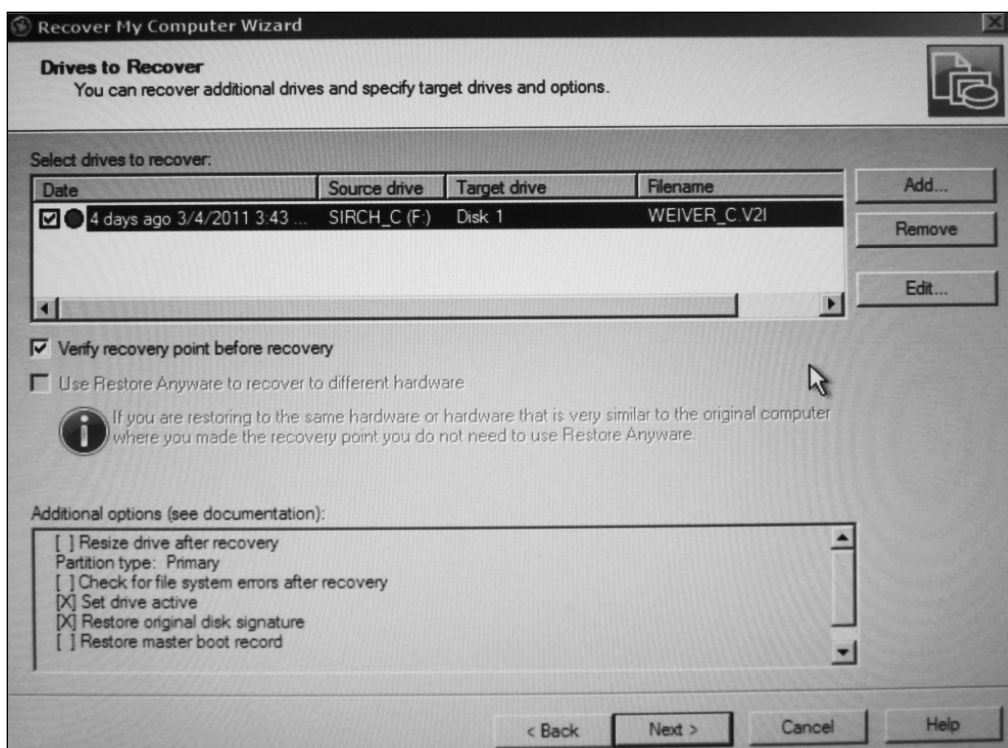 Recover My Computer Wizard
Drives to Recover
You can recover additional drives and specify target drives and options.
Select drives to recover:
Date Source drive Target drive Filename
4 days ago 3/4/2011 3:43 ... SIRCH_C (F:) Disk 1 WEIVER_C.V2I
Add...
Remove
Edit...
Verify recovery point before recovery
Use Restore Anyware to recover to different hardware
If you are restoring to the same hardware or hardware that is very similar to the original computer
where you made the recovery point you do not need to use Restore Anyware.
Additional options (see documentation):
[ ] Resize drive after recovery
Partition type: Primary
[ ] Check for file system errors after recovery
[X] Set drive active
[X] Restore original disk signature
[ ] Restore master boot record
< Back Next > Cancel Help